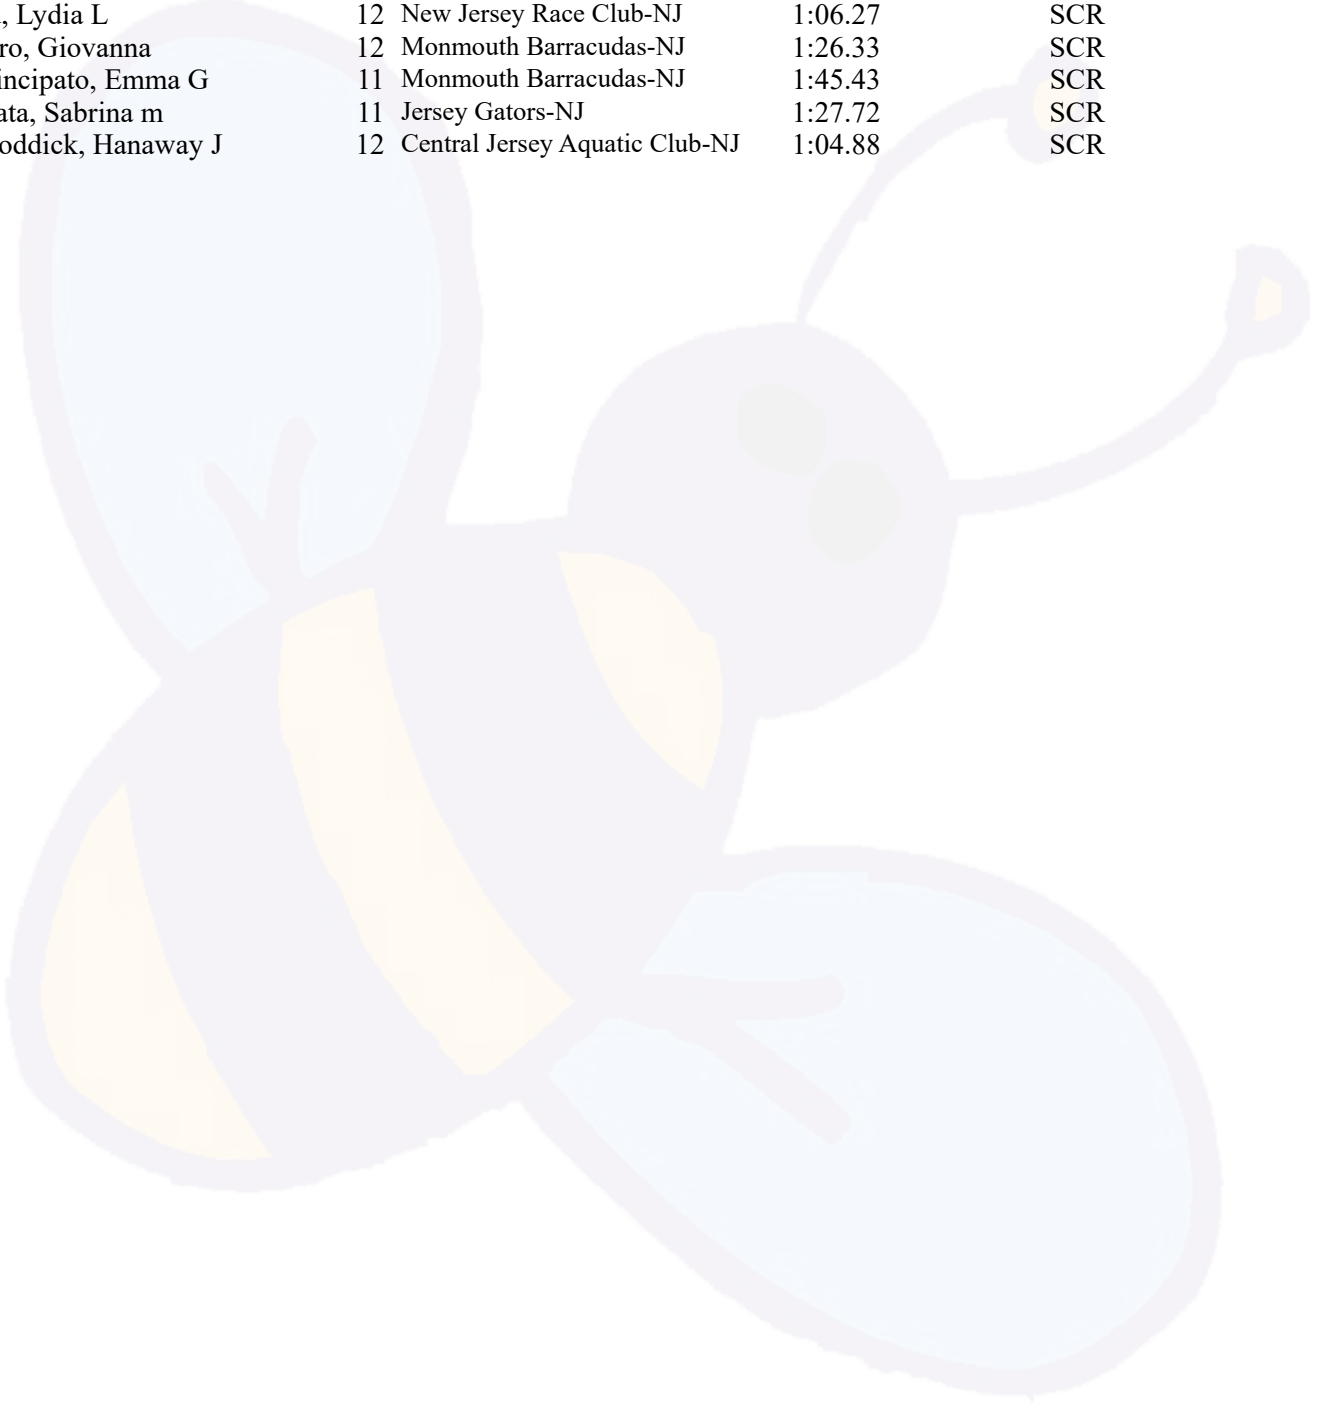 , Lydia L 12 New Jersey Race Club-NJ 1:06.27 SCR
ro, Giovanna 12 Monmouth Barracudas-NJ 1:26.33 SCR
incipato, Emma G 11 Monmouth Barracudas-NJ 1:45.43 SCR
ata, Sabrina m 11 Jersey Gators-NJ 1:27.72 SCR
oddick, Hanaway J 12 Central Jersey Aquatic Club-NJ 1:04.88 SCR